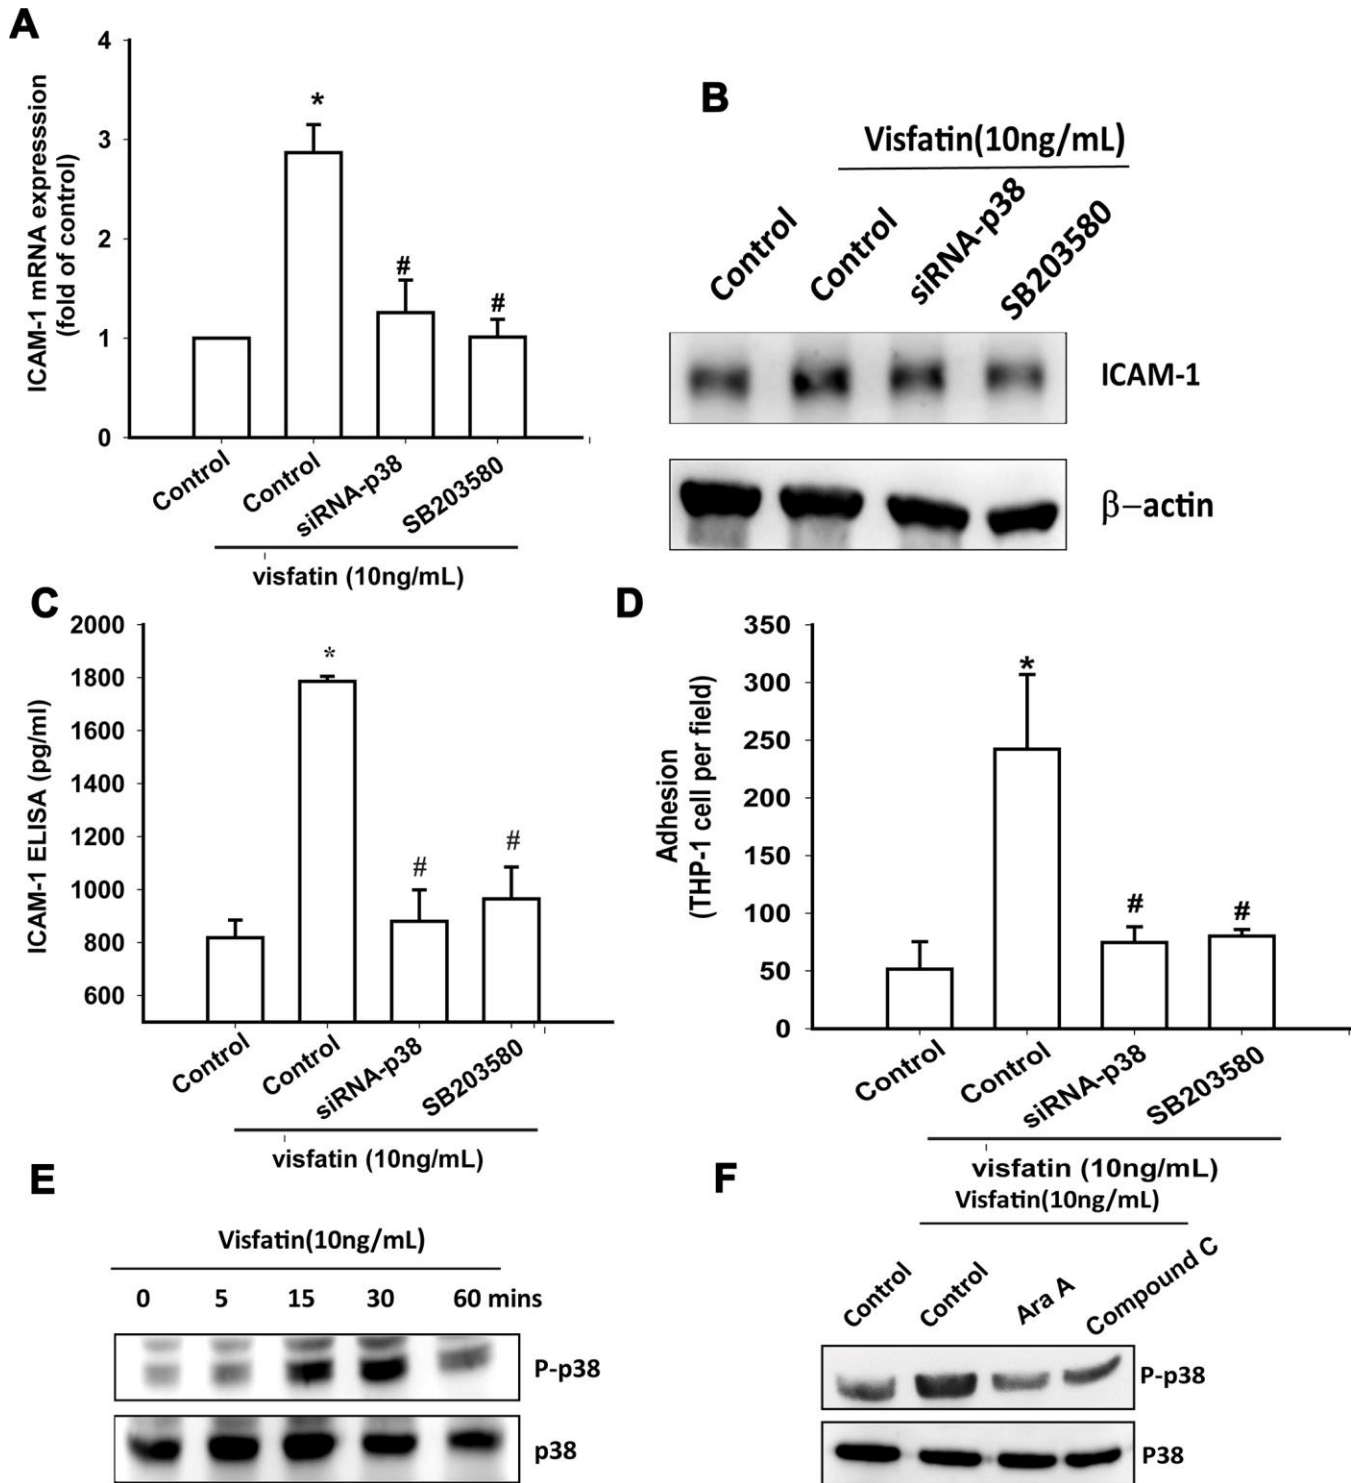 A
4
3
2
1
0
ICAM-1 mRNA expresssion
(fold of control)
*
#
#
Control
Control
siRNA-p38
SB203580
visfatin (10ng/mL)
B
Visfatin(10ng/mL)
Control
Control
siRNA-p38
SB203580
ICAM-1
β–actin
C
2000
1800
1600
1400
1200
1000
800
600
ICAM-1 ELISA (pg/ml)
*
#
#
Control
Control
siRNA-p38
SB203580
visfatin (10ng/mL)
D
350
300
250
200
150
100
50
0
Adhesion
(THP-1 cell per field)
*
#
#
Control
Control
siRNA-p38
SB203580
visfatin (10ng/mL)
E
Visfatin(10ng/mL)
0 5 15 30 60 mins
P-p38
p38
F
Visfatin(10ng/mL)
Control
Control
Ara A
Compound C
P-p38
P38